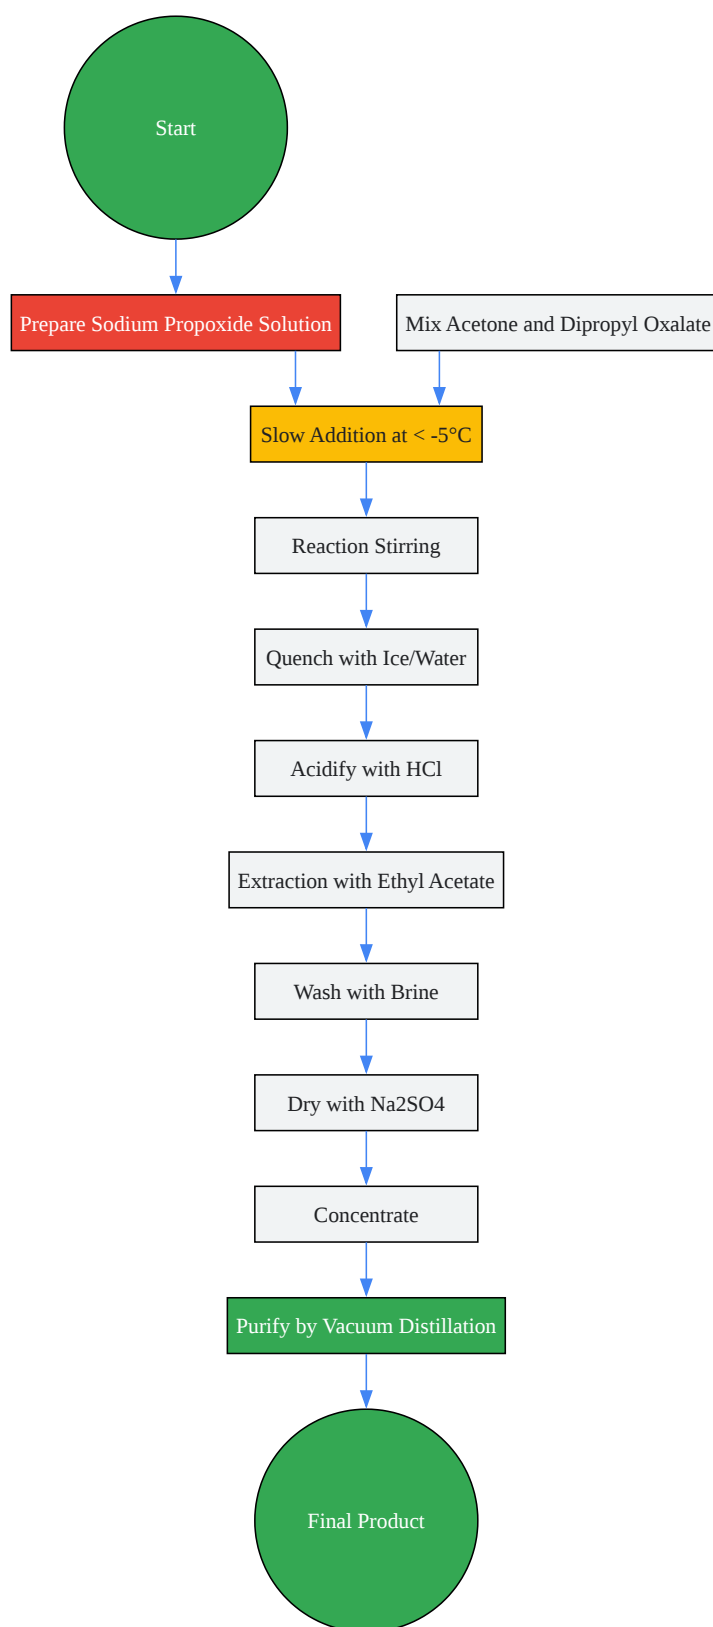 Start
Prepare Sodium Propoxide Solution
Mix Acetone and Dipropyl Oxalate
Slow Addition at < -5°C
Reaction Stirring
Quench with Ice/Water
Acidify with HCl
Extraction with Ethyl Acetate
Wash with Brine
Dry with Na2SO4
Concentrate
Purify by Vacuum Distillation
Final Product